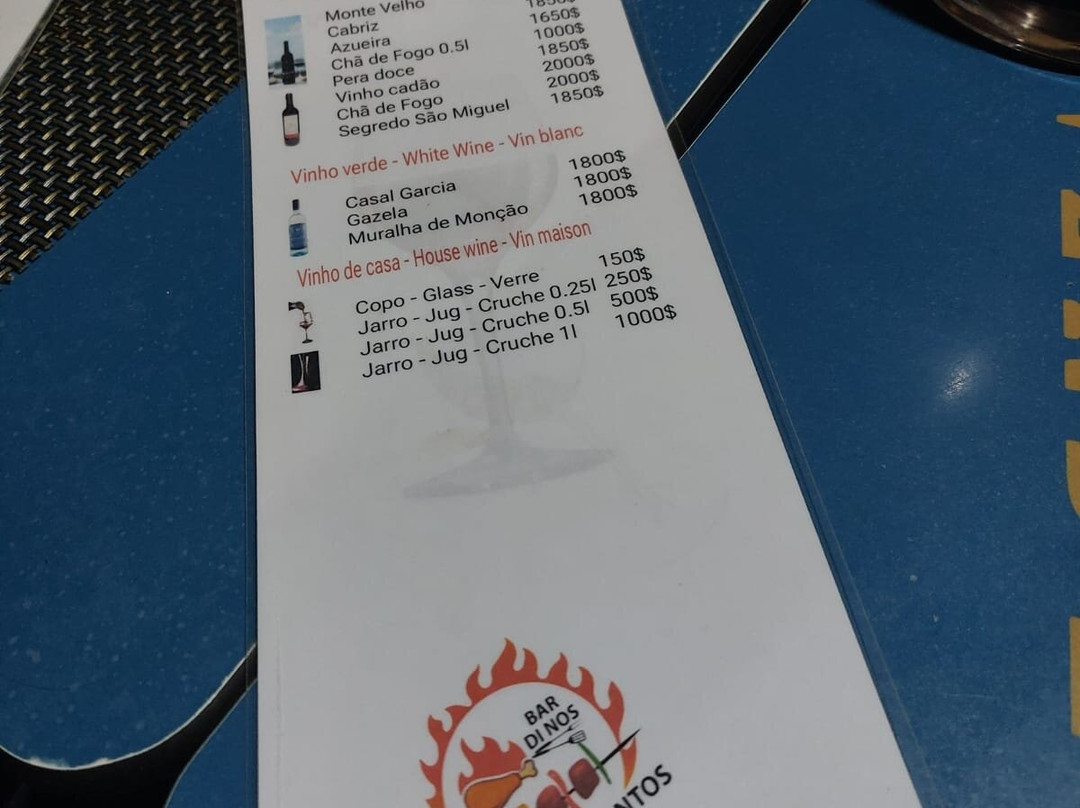 Monte Velho 1850$
Cabriz 1650$
Azueira 1000$
Chã de Fogo 0.5l 1850$
Pera doce 2000$
Vinho cadão 2000$
Chã de Fogo 1850$
Segredo São Miguel
Vinho verde - White Wine - Vin blanc
Casal Garcia 1800$
Gazela 1800$
Muralha de Monção 1800$
Vinho de casa - House wine - Vin maison
Copo - Glass - Verre 150$
Jarro - Jug - Cruche 0.25l 250$
Jarro - Jug - Cruche 0.5l 500$
Jarro - Jug - Cruche 1l 1000$
BAR
DI NOS